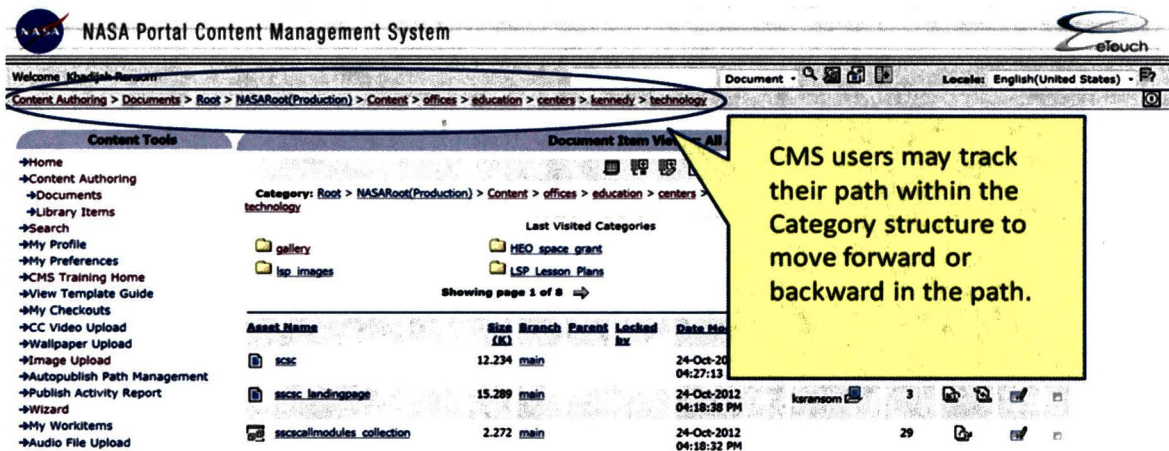 NASA
NASA Portal Content Management System
eTouch
Welcome Khadijah Ransom
Document
Locale: English(United States)
Content Authoring > Documents > Root > NASARoot(Production) > Content > offices > education > centers > kennedy > technology
Content Tools
Home
Content Authoring
Documents
Library Items
Search
My Profile
My Preferences
CMS Training Home
View Template Guide
My Checkouts
CC Video Upload
Wallpaper Upload
Image Upload
Autopublish Path Management
Publish Activity Report
Wizard
My Workitems
Audio File Upload
Document Item View All
Category: Root > NASARoot(Production) > Content > offices > education > centers >
technology
Last Visited Categories
gallery
HEO space grant
lsp images
LSP Lesson Plans
Showing page 1 of 8
Asset Name Size (K) Branch Parent Locked by Date
scsc 12.234 main 24-Oct-20
04:27:13
sscsc landingpage 15.289 main 24-Oct-2012 ksransom 3
04:18:38 PM
sscscallmodules collection 2.272 main 24-Oct-2012 29
04:18:32 PM
CMS users may track
their path within the
Category structure to
move forward or
backward in the path.